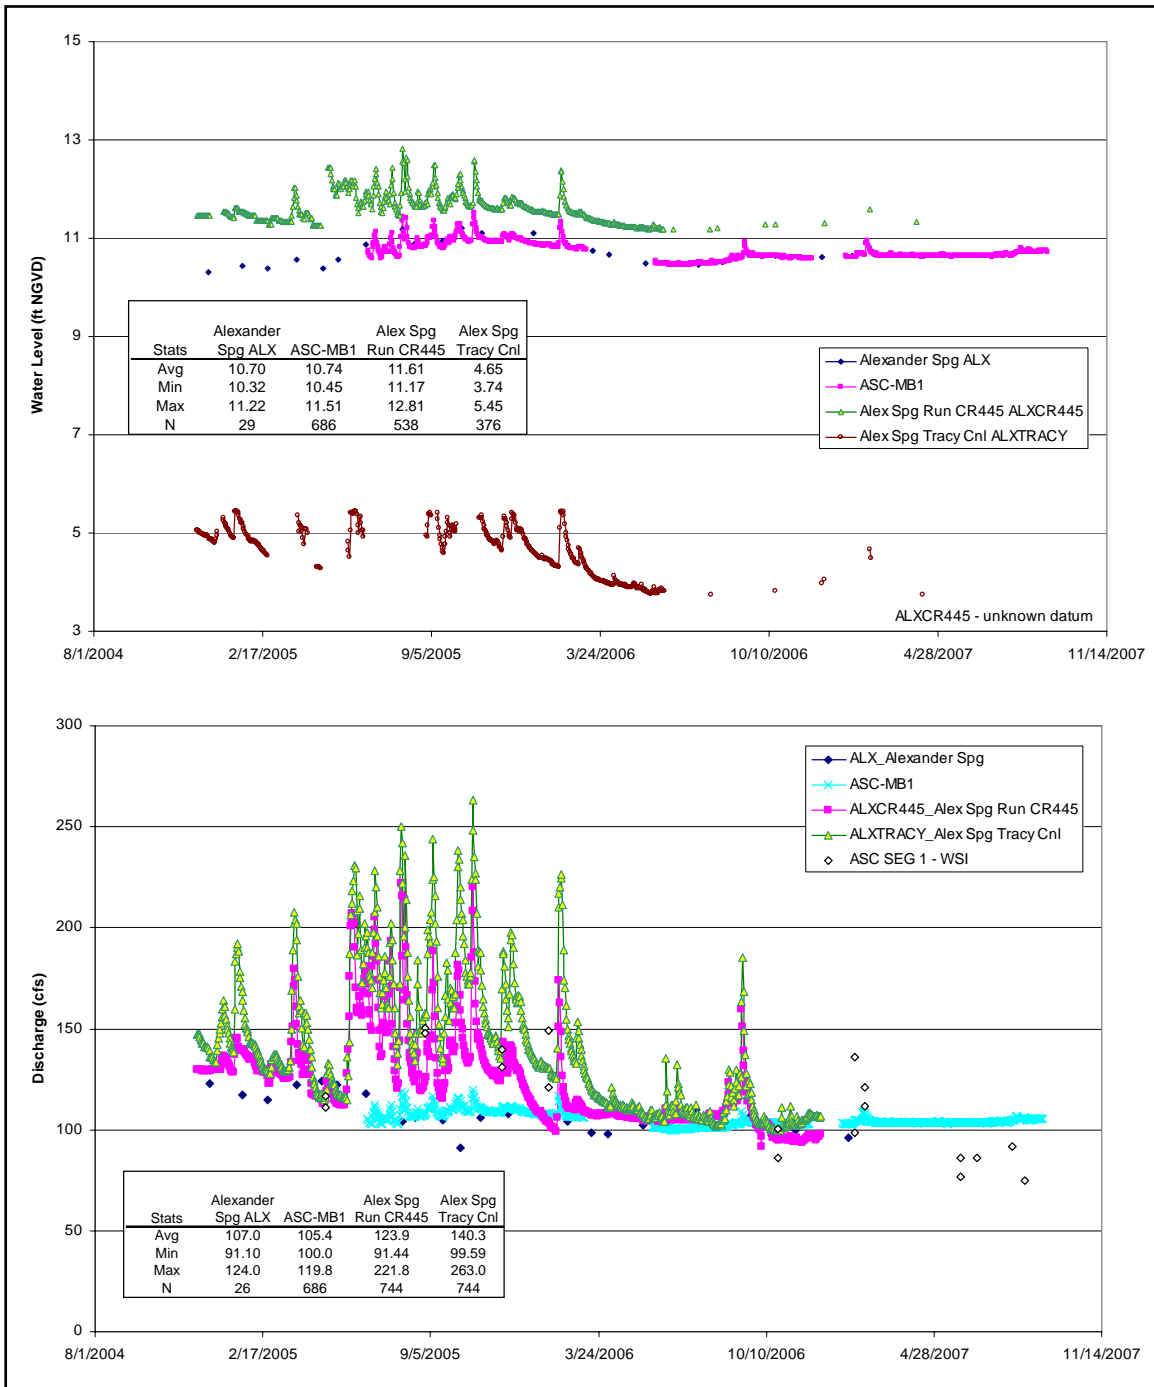 15
13
11
9
7
5
3
Water Level (ft NGVD)
Alexander Alex Spg Alex Spg
Stats Spg ALX ASC-MB1 Run CR445 Tracy Cnl
Avg 10.70 10.74 11.61 4.65
Min 10.32 10.45 11.17 3.74
Max 11.22 11.51 12.81 5.45
N 29 686 538 376
Alexander Spg ALX
ASC-MB1
Alex Spg Run CR445 ALXCR445
Alex Spg Tracy Cnl ALXTRACY
ALXCR445 - unknown datum
8/1/2004 2/17/2005 9/5/2005 3/24/2006 10/10/2006 4/28/2007 11/14/2007
300
250
200
150
100
50
0
Discharge (cfs)
ALX_Alexander Spg
ASC-MB1
ALXCR445_Alex Spg Run CR445
ALXTRACY_Alex Spg Tracy Cnl
ASC SEG 1 - WSI
Alexander Alex Spg Alex Spg
Stats Spg ALX ASC-MB1 Run CR445 Tracy Cnl
Avg 107.0 105.4 123.9 140.3
Min 91.10 100.0 91.44 99.59
Max 124.0 119.8 221.8 263.0
N 26 686 744 744
8/1/2004 2/17/2005 9/5/2005 3/24/2006 10/10/2006 4/28/2007 11/14/2007